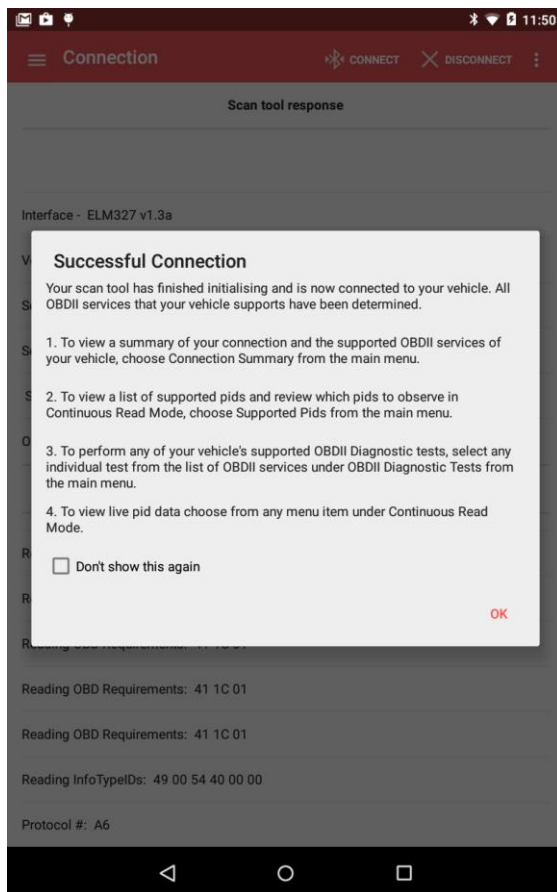 11:50
Connection
CONNECT
DISCONNECT
Scan tool response
Interface - ELM327 v1.3a
Successful Connection
Your scan tool has finished initialising and is now connected to your vehicle. All
OBDII services that your vehicle supports have been determined.
1. To view a summary of your connection and the supported OBDII services of
your vehicle, choose Connection Summary from the main menu.
2. To view a list of supported pids and review which pids to observe in
Continuous Read Mode, choose Supported Pids from the main menu.
3. To perform any of your vehicle's supported OBDII Diagnostic tests, select any
individual test from the list of OBDII services under OBDII Diagnostic Tests from
the main menu.
4. To view live pid data choose from any menu item under Continuous Read
Mode.
Don't show this again
OK
Reading OBD Requirements: 41 1C 01
Reading OBD Requirements: 41 1C 01
Reading InfoTypeIDs: 49 00 54 40 00 00
Protocol #: A6